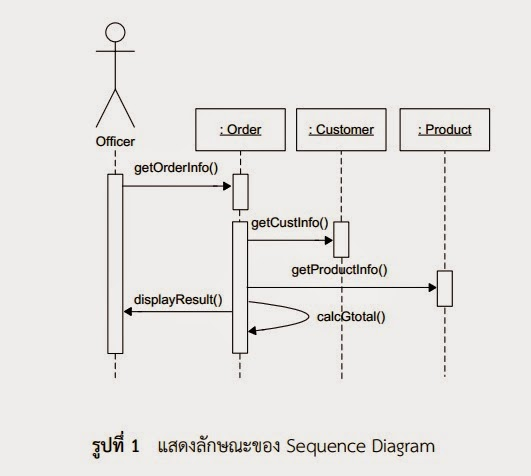 Officer
: Order
: Customer
: Product
getOrderInfo()
getCustInfo()
getProductInfo()
displayResult()
calcGtotal()
รูปที่ 1 แสดงลักษณะของ Sequence Diagram